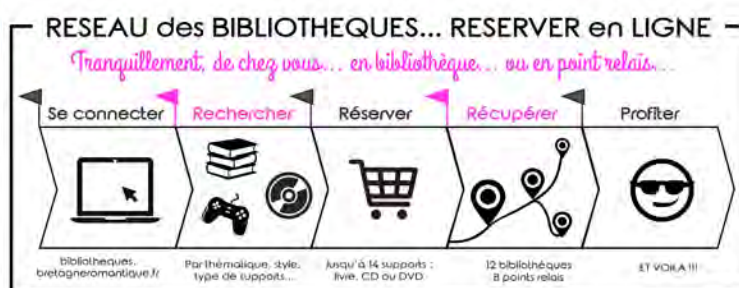 RESEAU des BIBLIOTHEQUES... RESERVER en LIGNE
Tranquillement, de chez vous... en bibliothèque... ou en point relais...
Se connecter
Rechercher
Réserver
Récupérer
Profiter
bibliotheques.
bretagneromantique.fr
Par thématique, style,
type de supports...
Jusqu'à 14 supports :
livre, CD ou DVD
12 bibliothèques
8 points relais
ET VOILA !!!